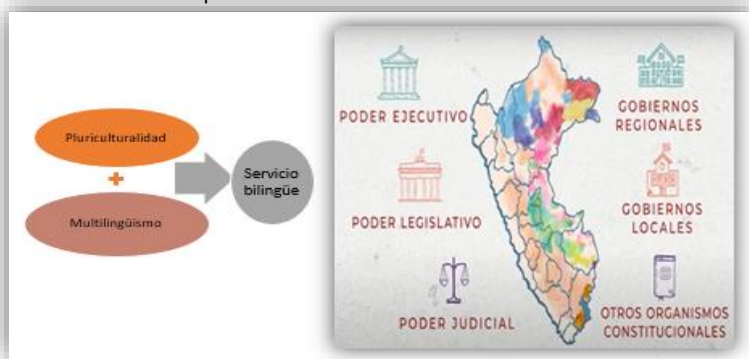 Pluriculturalidad
+
Multilingüismo
Servicio
bilingüe
PODER EJECUTIVO
PODER LEGISLATIVO
PODER JUDICIAL
GOBIERNOS
REGIONALES
GOBIERNOS
LOCALES
OTROS ORGANISMOS
CONSTITUCIONALES